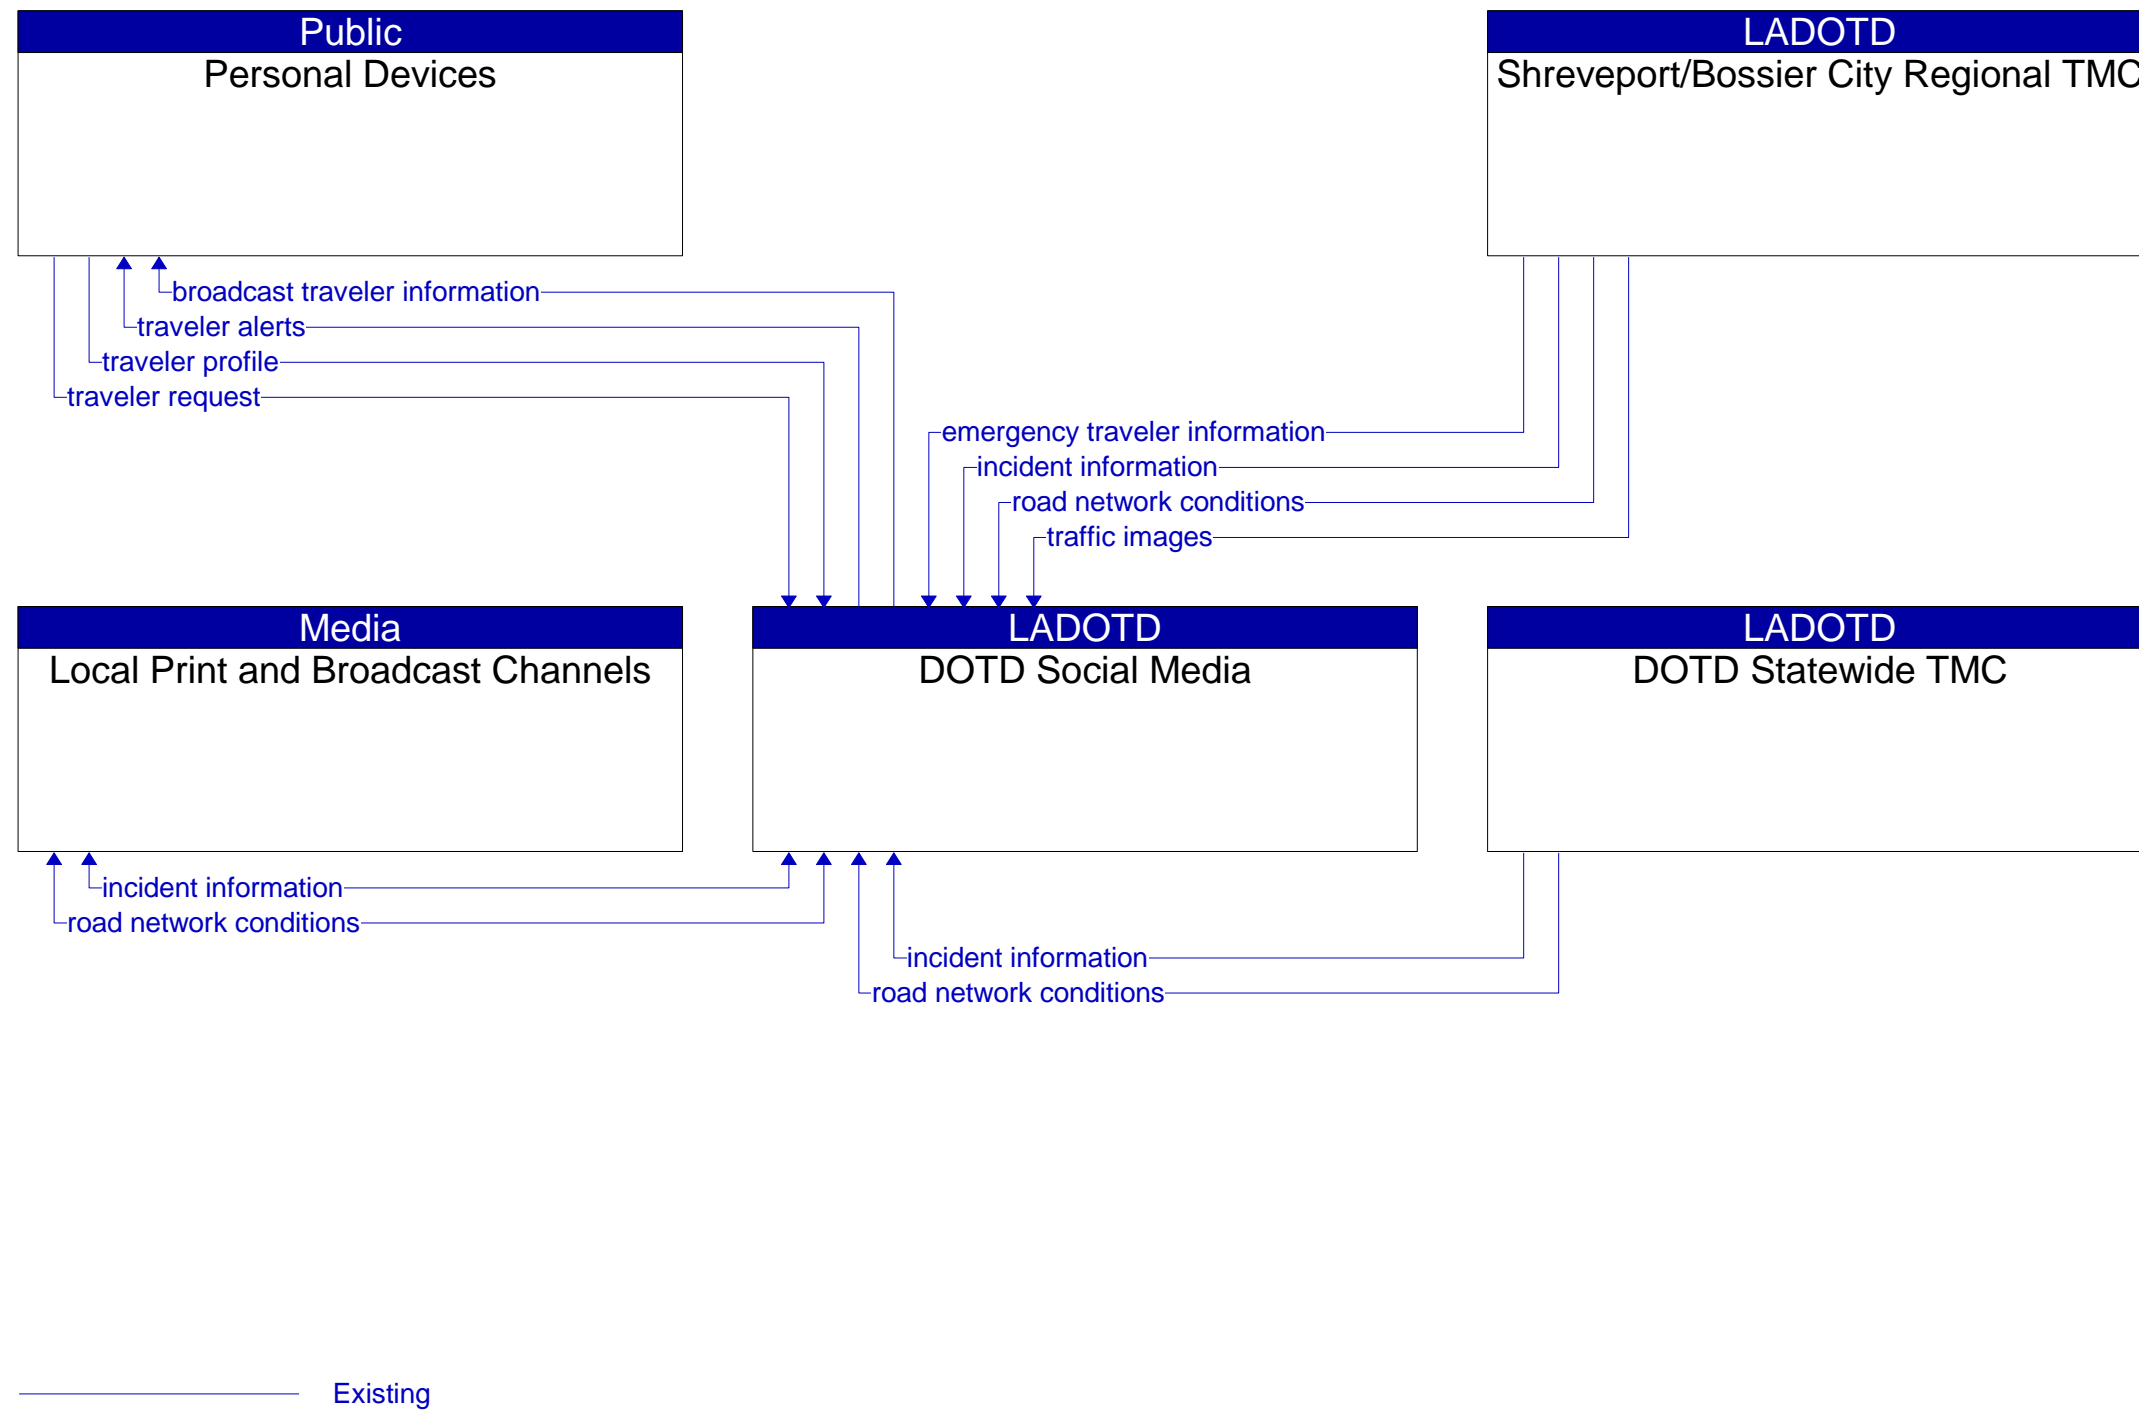 Public
Personal Devices
LADOTD
Shreveport/Bossier City Regional TMC
broadcast traveler information
traveler alerts
traveler profile
traveler request
emergency traveler information
incident information
road network conditions
traffic images
Media
Local Print and Broadcast Channels
LADOTD
DOTD Social Media
LADOTD
DOTD Statewide TMC
incident information
road network conditions
incident information
road network conditions
Existing